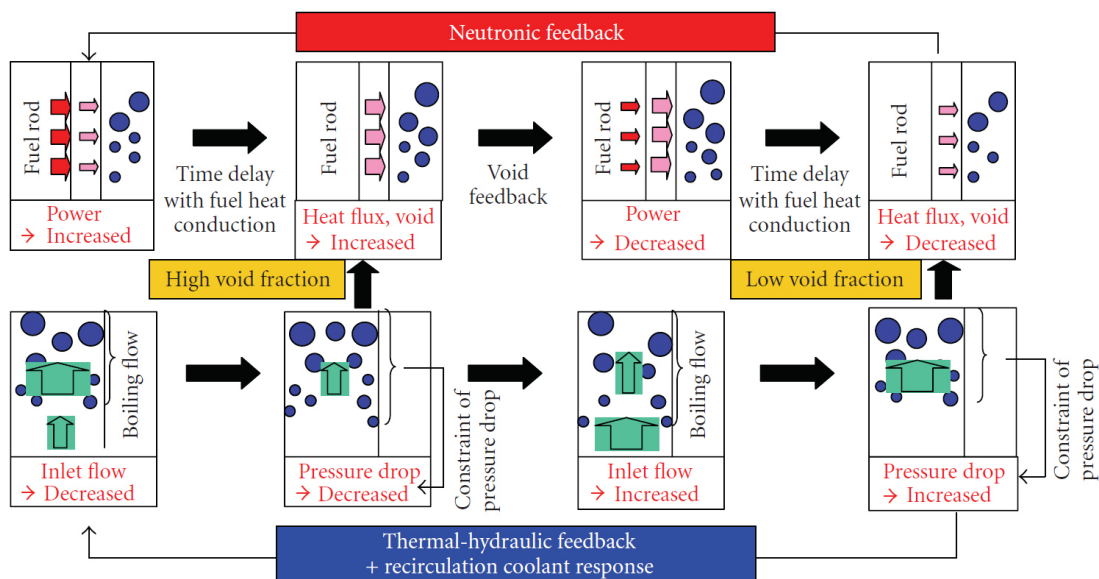 Neutronic feedback
Fuel rod
Fuel rod
Fuel rod
Fuel rod
Time delay
with fuel heat
conduction
Void
feedback
Time delay
with fuel heat
conduction
Power
→ Increased
Heat flux, void
→ Increased
Power
→ Decreased
Heat flux, void
→ Decreased
High void fraction
Low void fraction
Boiling flow
Constraint of
pressure drop
Boiling flow
Constraint of
pressure drop
Inlet flow
→ Decreased
Pressure drop
→ Decreased
Inlet flow
→ Increased
Pressure drop
→ Increased
Thermal-hydraulic feedback
+ recirculation coolant response